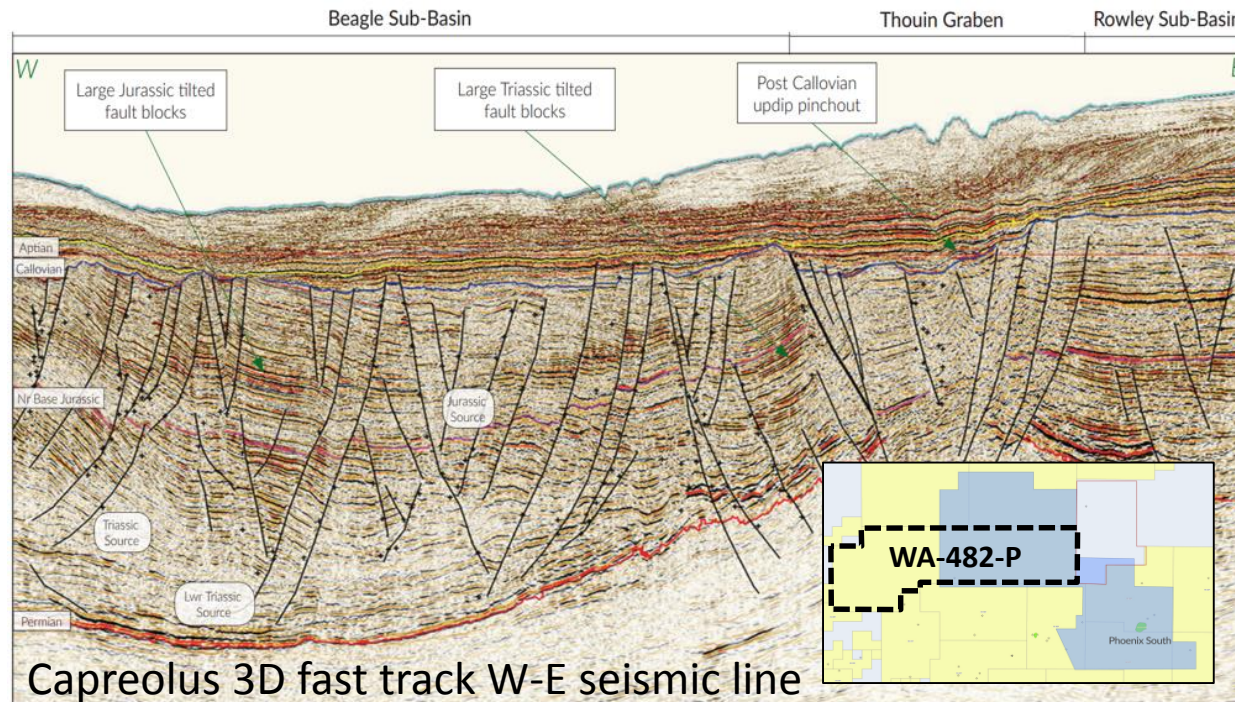 Beagle Sub-Basin
Thouin Graben
Rowley Sub-Basin
W
E
Large Jurassic tilted
fault blocks
Large Triassic tilted
fault blocks
Post Callovian
updip pinchout
Aptian
Callovian
Nr Base Jurassic
Jurassic
Source
Triassic
Source
Lwr Triassic
Source
Permian
WA-482-P
Phoenix South
Capreolus 3D fast track W-E seismic line